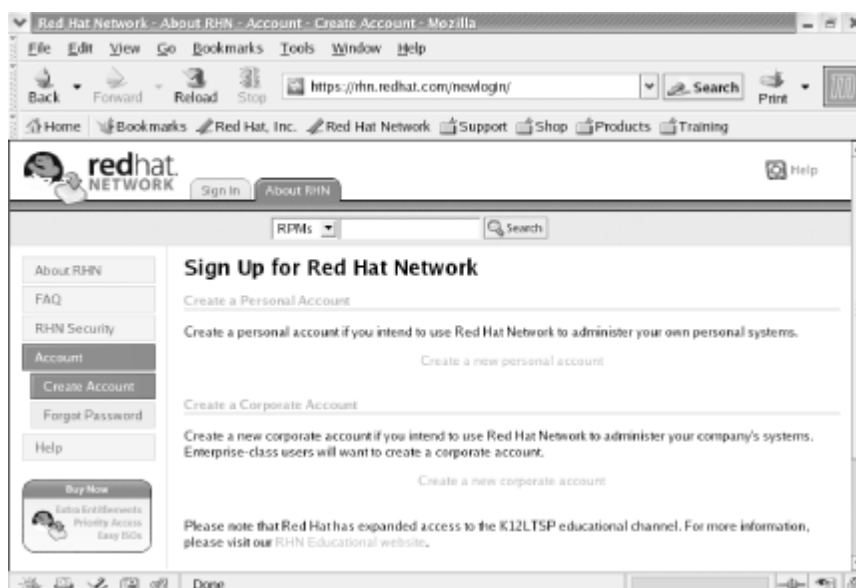 Red Hat Network - About RHN - Account - Create Account - Mozilla
File Edit View Go Bookmarks Tools Window Help
Back Forward Reload Stop https://rhn.redhat.com/newlogin/ Search Print
Home Bookmarks Red Hat, Inc. Red Hat Network Support Shop Products Training
redhat.
NETWORK
Sign In About RHN Help
RPMs Search
About RHN
FAQ
RHN Security
Account
Create Account
Forgot Password
Help
Buy Now
Extra Entitlements
Priority Access
Easy ISOs
Sign Up for Red Hat Network
Create a Personal Account
Create a personal account if you intend to use Red Hat Network to administer your own personal systems.
Create a new personal account
Create a Corporate Account
Create a new corporate account if you intend to use Red Hat Network to administer your company's systems.
Enterprise-class users will want to create a corporate account.
Create a new corporate account
Please note that Red Hat has expanded access to the K12LTSP educational channel. For more information,
please visit our RHN Educational website.
Done